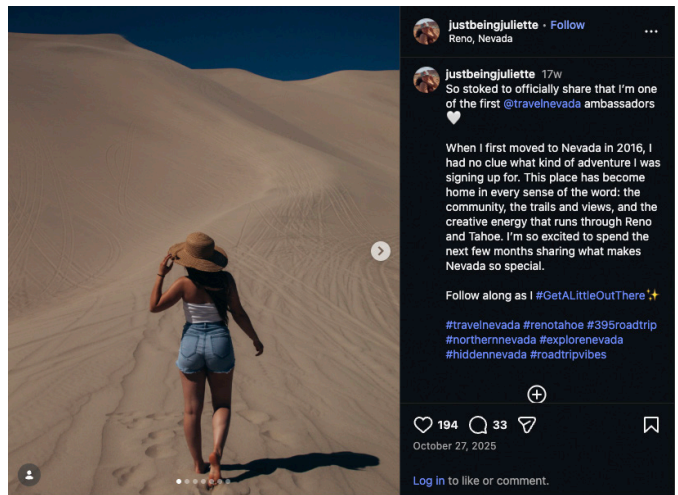 justbeingjuliette • Follow
Reno, Nevada
justbeingjuliette 17w
So stoked to officially share that I'm one
of the first @travelnevada ambassadors
🤍
When I first moved to Nevada in 2016, I
had no clue what kind of adventure I was
signing up for. This place has become
home in every sense of the word: the
community, the trails and views, and the
creative energy that runs through Reno
and Tahoe. I'm so excited to spend the
next few months sharing what makes
Nevada so special.
Follow along as I #GetALittleOutThere✨
#travelnevada #renotahoe #395roadtrip
#northernnevada #explorenevada
#hiddennevada #roadtripvibes
194 33
October 27, 2025
Log in to like or comment.